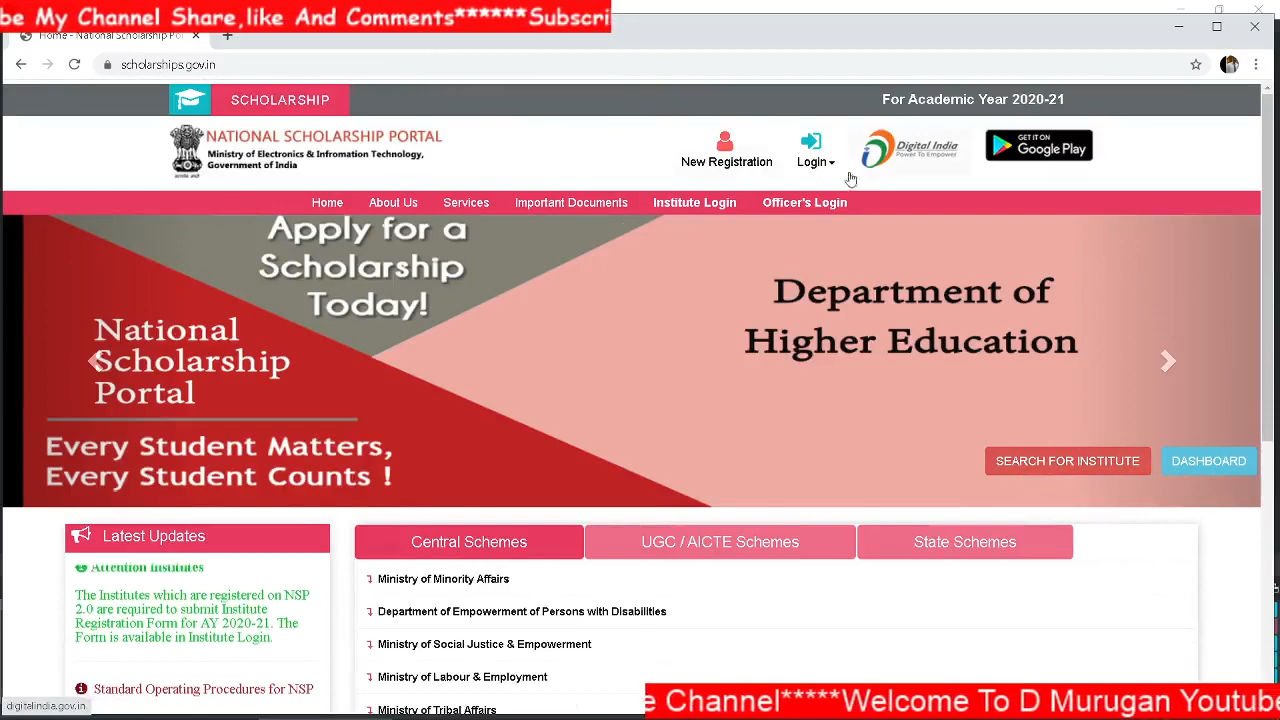 be My Channel Share,like And Comments******Subscri
Home - National Scholarship Por
scholarships.gov.in
SCHOLARSHIP
For Academic Year 2020-21
NATIONAL SCHOLARSHIP PORTAL
Ministry of Electronics & Infromation Technology,
Government of India
New Registration
Login
Digital India
Power To Empower
GET IT ON
Google Play
Home
About Us
Services
Important Documents
Institute Login
Officer's Login
Apply for a
Scholarship
Today!
National
Scholarship
Portal
Every Student Matters,
Every Student Counts !
Department of
Higher Education
SEARCH FOR INSTITUTE
DASHBOARD
Latest Updates
Attention Institutes
The Institutes which are registered on NSP
2.0 are required to submit Institute
Registration Form for AY 2020-21. The
Form is available in Institute Login.
Standard Operating Procedures for NSP
Central Schemes
UGC / AICTE Schemes
State Schemes
Ministry of Minority Affairs
Department of Empowerment of Persons with Disabilities
Ministry of Social Justice & Empowerment
Ministry of Labour & Employment
Ministry of Tribal Affairs
digitalindia.gov.in
e Channel*****Welcome To D Murugan Youtube